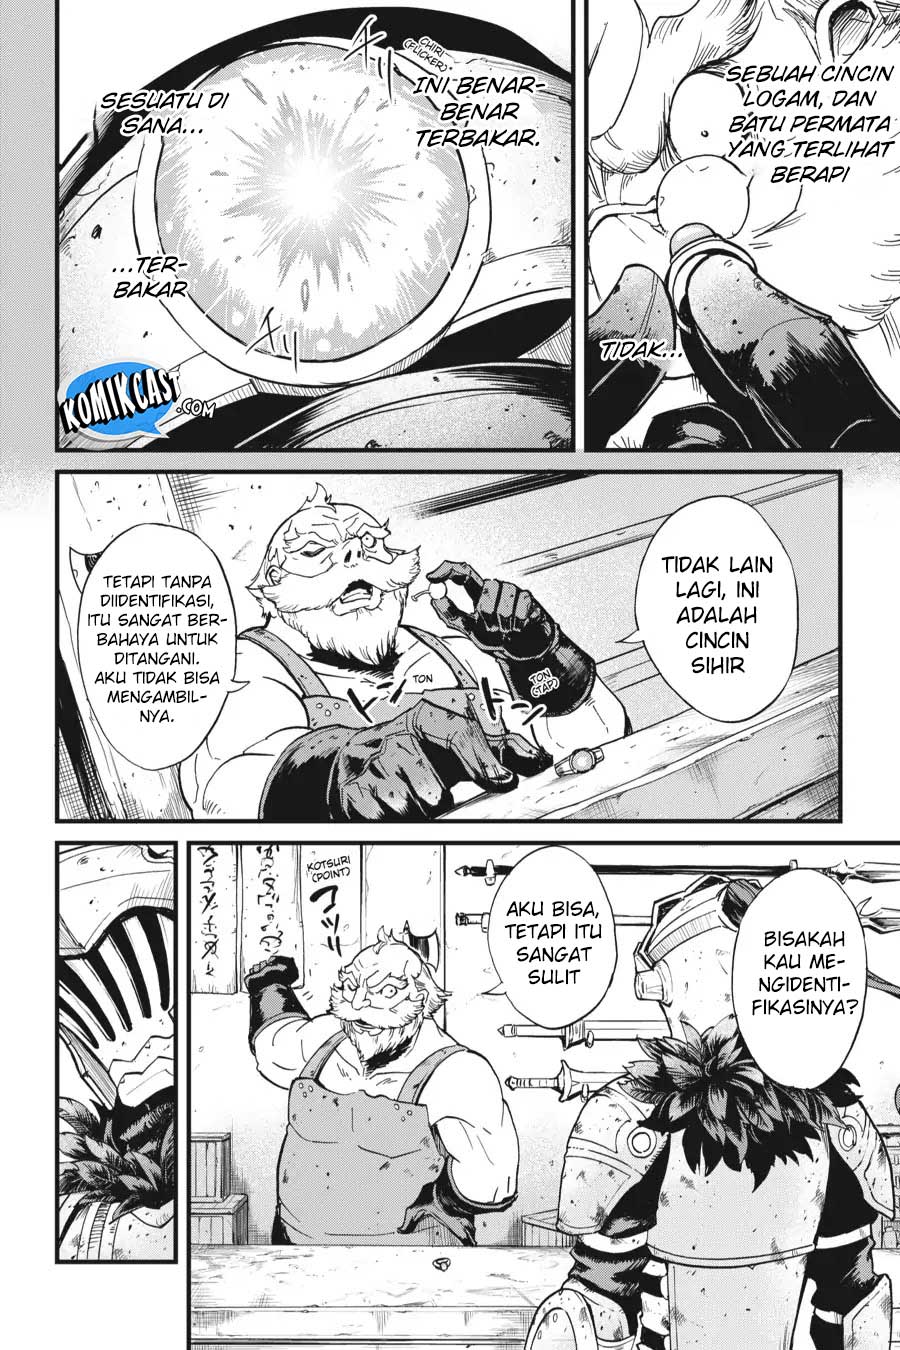 SEBUAH CINCIN
LOGAM, DAN
BATU PERMATA
YANG TERLIHAT
BERAPI
TIDAK...
チリ
CHIRI
(FLICKER)
INI BENAR-
BENAR
TERBAKAR.
SESUATU DI
SANA...
...TER-
BAKAR
KOMIKCAST
.COM
TIDAK LAIN
LAGI, INI
ADALAH
CINCIN
SIHIR
TON
(TAP)
TON
TETAPI TANPA
DIIDENTIFIKASI,
ITU SANGAT BER-
BAHAYA UNTUK
DITANGANI.
AKU TIDAK BISA
MENGAMBIL-
NYA.
BISAKAH
KAU ME-
NGIDENTI-
FIKASINYA?
AKU BISA,
TETAPI ITU
SANGAT
SULIT
KOTSURI
(POINT)